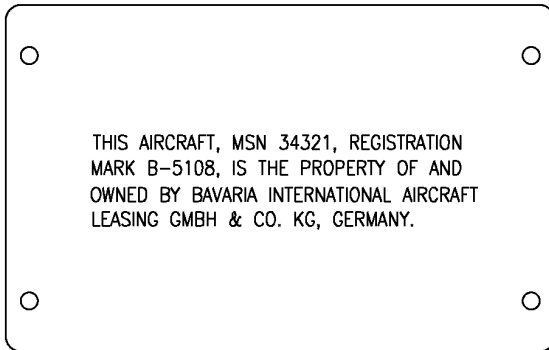 THIS AIRCRAFT, MSN 34321, REGISTRATION
MARK B-5108, IS THE PROPERTY OF AND
OWNED BY BAVARIA INTERNATIONAL AIRCRAFT
LEASING GMBH & CO. KG, GERMANY.